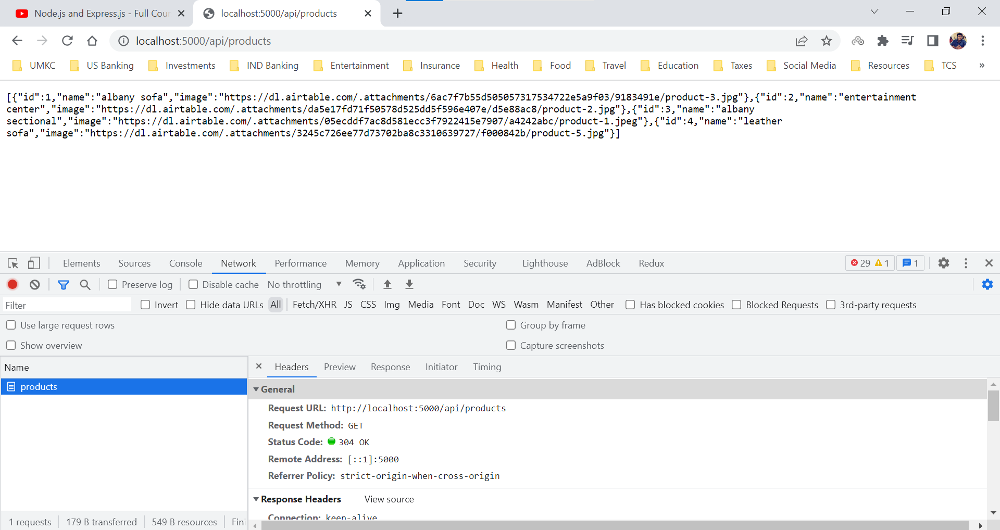 Node.js and Express.js - Full Cour
localhost:5000/api/products
localhost:5000/api/products
UMKC US Banking Investments IND Banking Entertainment Insurance Health Food Travel Education Taxes Social Media Resources TCS »
[{"id":1,"name":"albany sofa","image":"https://dl.airtable.com/.attachments/6ac7f7b55d505057317534722e5a9f03/9183491e/product-3.jpg"},{"id":2,"name":"entertainment
center","image":"https://dl.airtable.com/.attachments/da5e17fd71f50578d525dd5f596e407e/d5e88ac8/product-2.jpg"},{"id":3,"name":"albany
sectional","image":"https://dl.airtable.com/.attachments/05ecddf7ac8d581ecc3f7922415e7907/a4242abc/product-1.jpeg"},{"id":4,"name":"leather
sofa","image":"https://dl.airtable.com/.attachments/3245c726ee77d73702ba8c3310639727/f000842b/product-5.jpg"}]
Elements Sources Console Network Performance Memory Application Security Lighthouse AdBlock Redux 29 1 1
Preserve log Disable cache No throttling
Filter Invert Hide data URLs All Fetch/XHR JS CSS Img Media Font Doc WS Wasm Manifest Other Has blocked cookies Blocked Requests 3rd-party requests
Use large request rows Group by frame
Show overview Capture screenshots
Name Headers Preview Response Initiator Timing
products
General
Request URL: http://localhost:5000/api/products
Request Method: GET
Status Code: 304 OK
Remote Address: [::1]:5000
Referrer Policy: strict-origin-when-cross-origin
Response Headers View source
Connection: keep-alive
1 requests 179 B transferred 549 B resources Fini